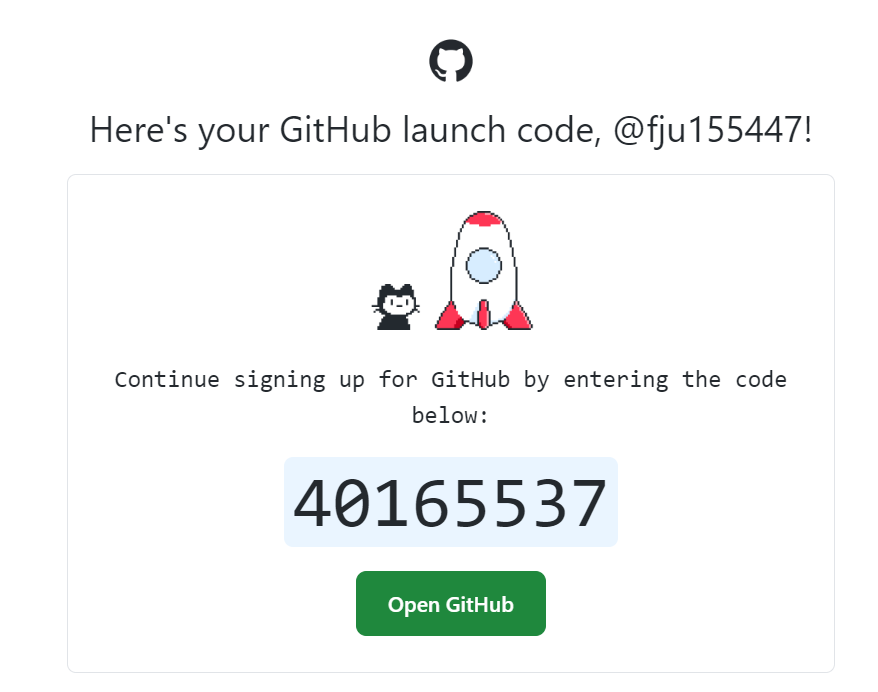 Here's your GitHub launch code, @fju155447!
Continue signing up for GitHub by entering the code
below:
40165537
Open GitHub